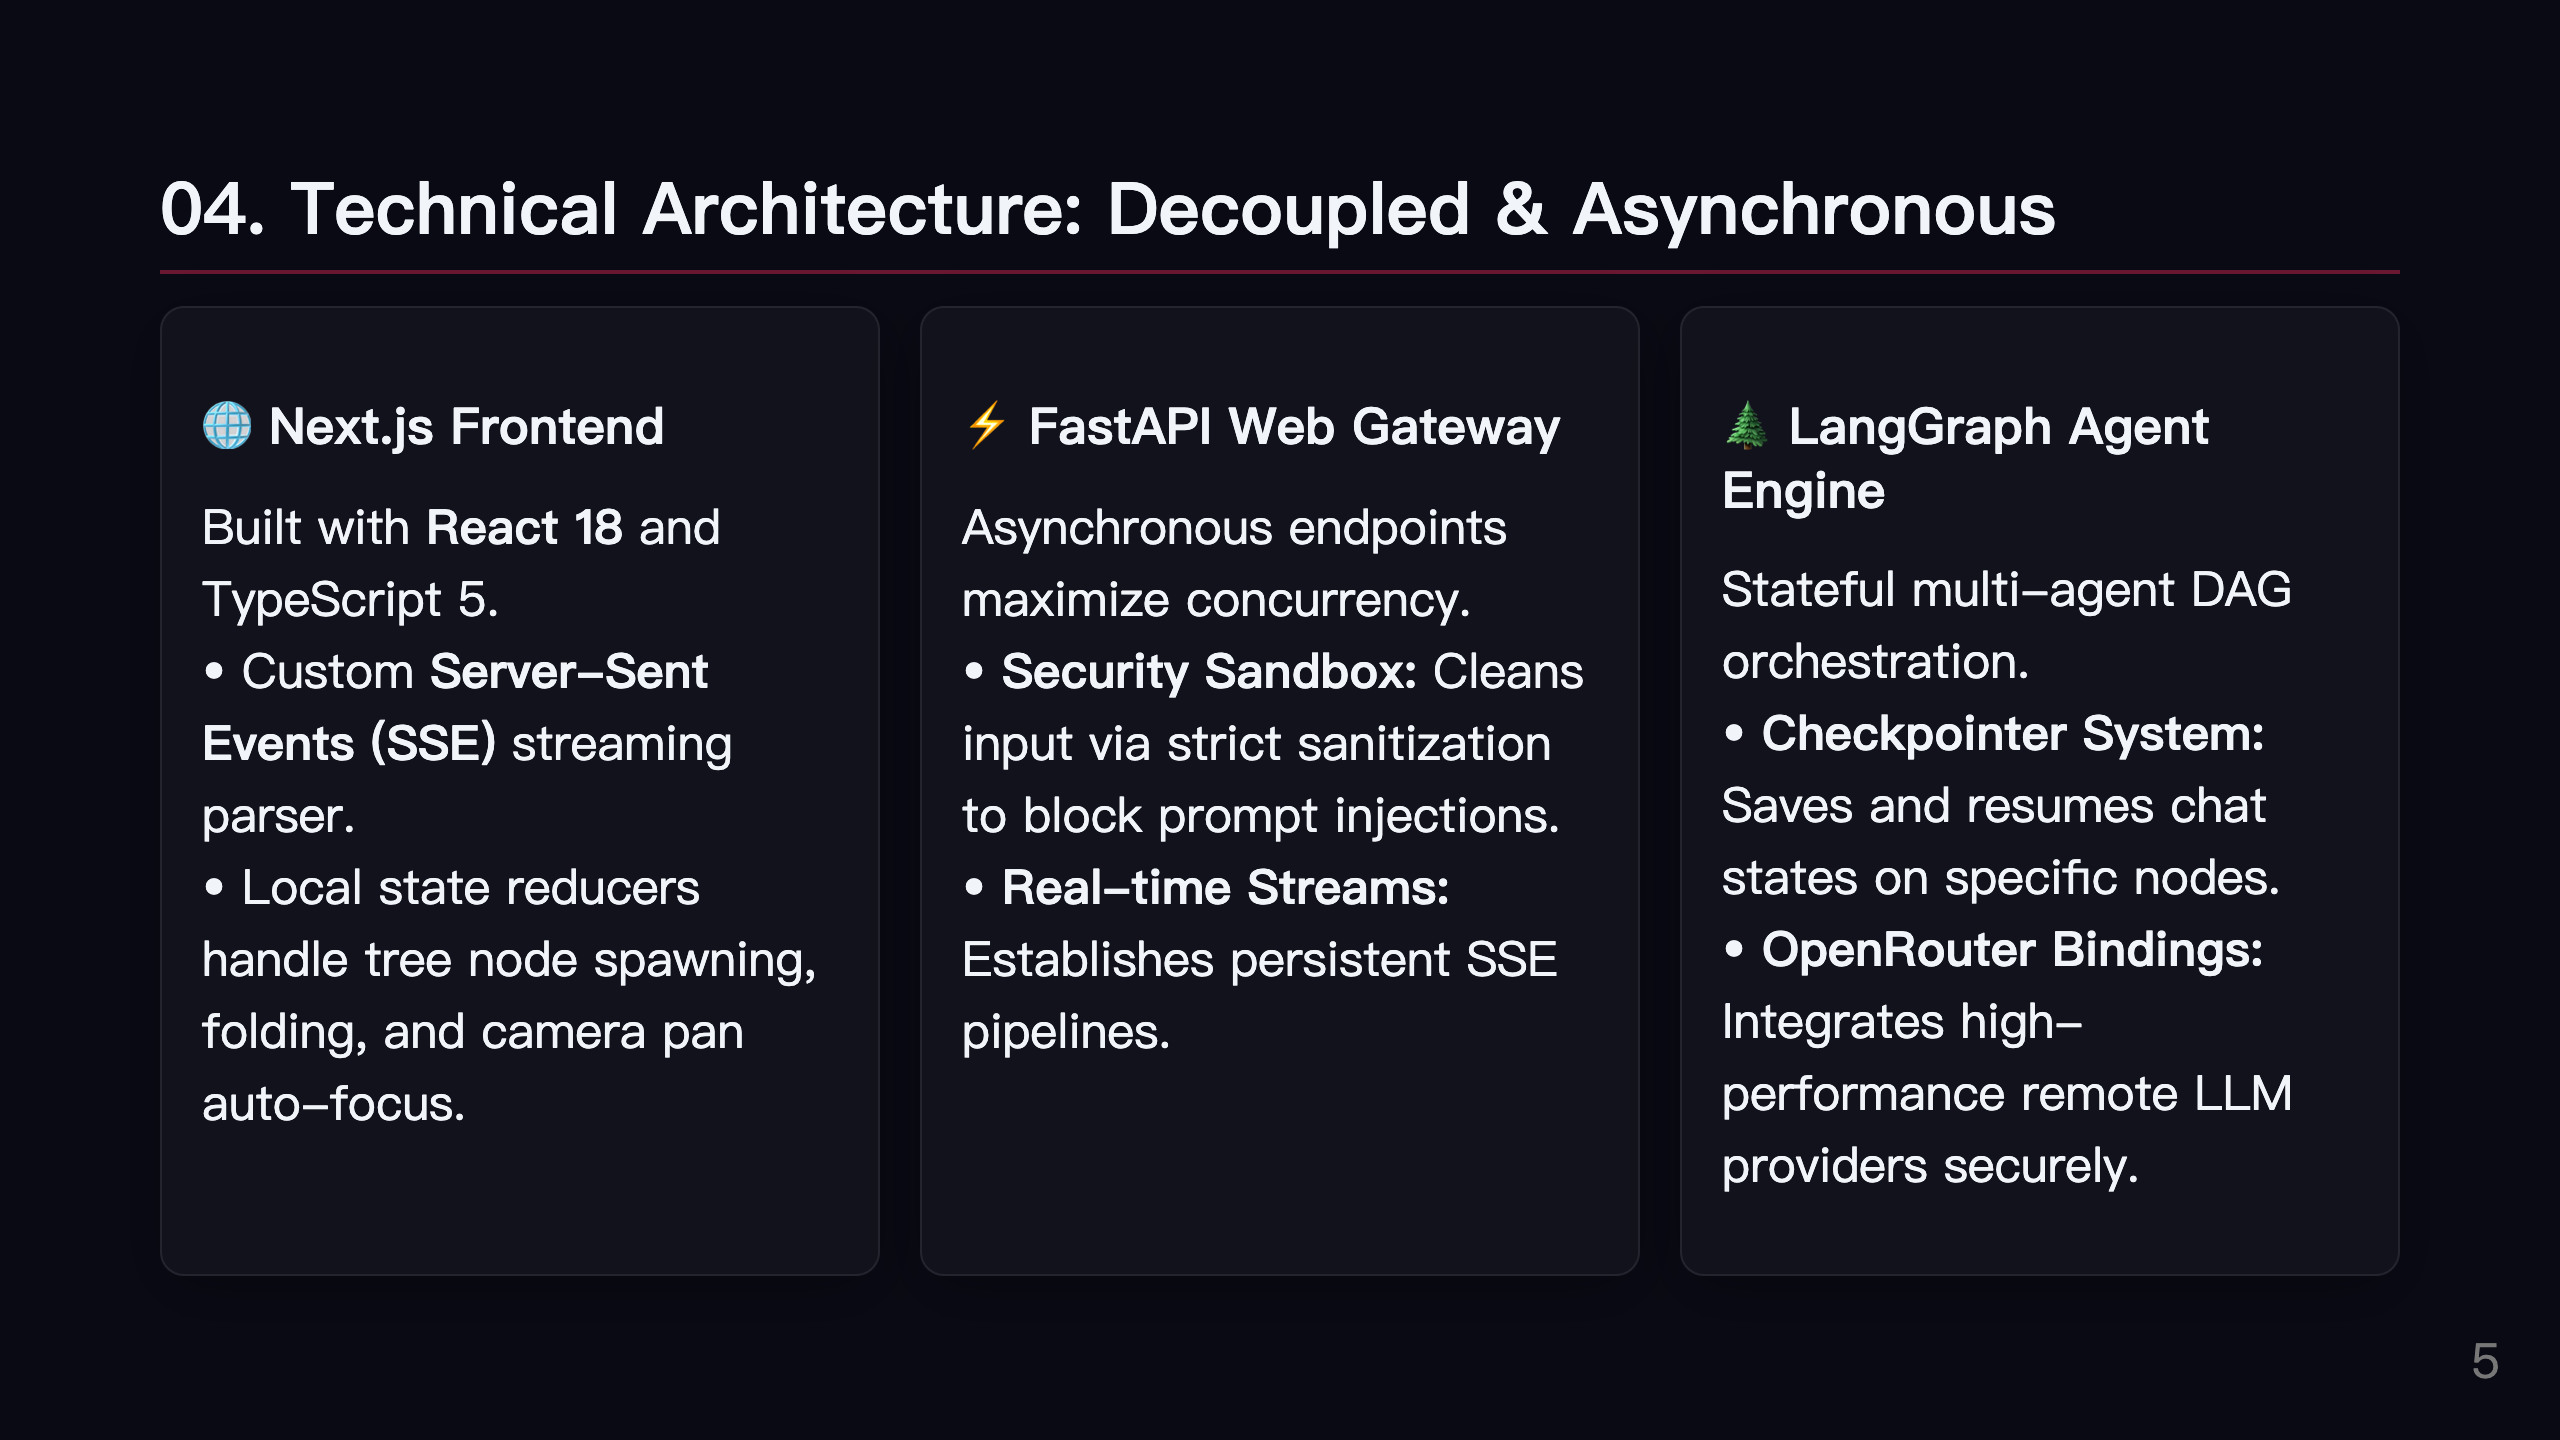 04. Technical Architecture: Decoupled & Asynchronous
🌐 Next.js Frontend
Built with React 18 and
TypeScript 5.
• Custom Server-Sent
Events (SSE) streaming
parser.
• Local state reducers
handle tree node spawning,
folding, and camera pan
auto-focus.
⚡ FastAPI Web Gateway
Asynchronous endpoints
maximize concurrency.
• Security Sandbox: Cleans
input via strict sanitization
to block prompt injections.
• Real-time Streams:
Establishes persistent SSE
pipelines.
🌲 LangGraph Agent
Engine
Stateful multi-agent DAG
orchestration.
• Checkpointer System:
Saves and resumes chat
states on specific nodes.
• OpenRouter Bindings:
Integrates high-
performance remote LLM
providers securely.
5